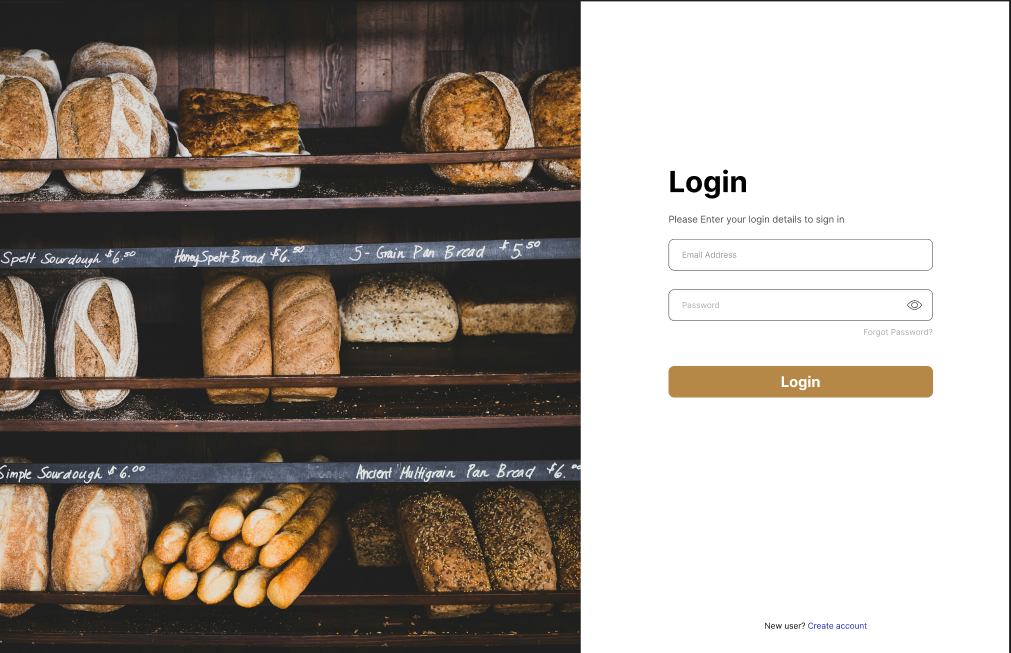 Spelt Sourdough $6.50
Honey Spelt Bread $6.50
5-Grain Pan Bread $5.50
Simple Sourdough $6.00
Ancient Multigrain Pan Bread $6.00
Login
Please Enter your login details to sign in
Email Address
Password
Forgot Password?
Login
New user? Create account